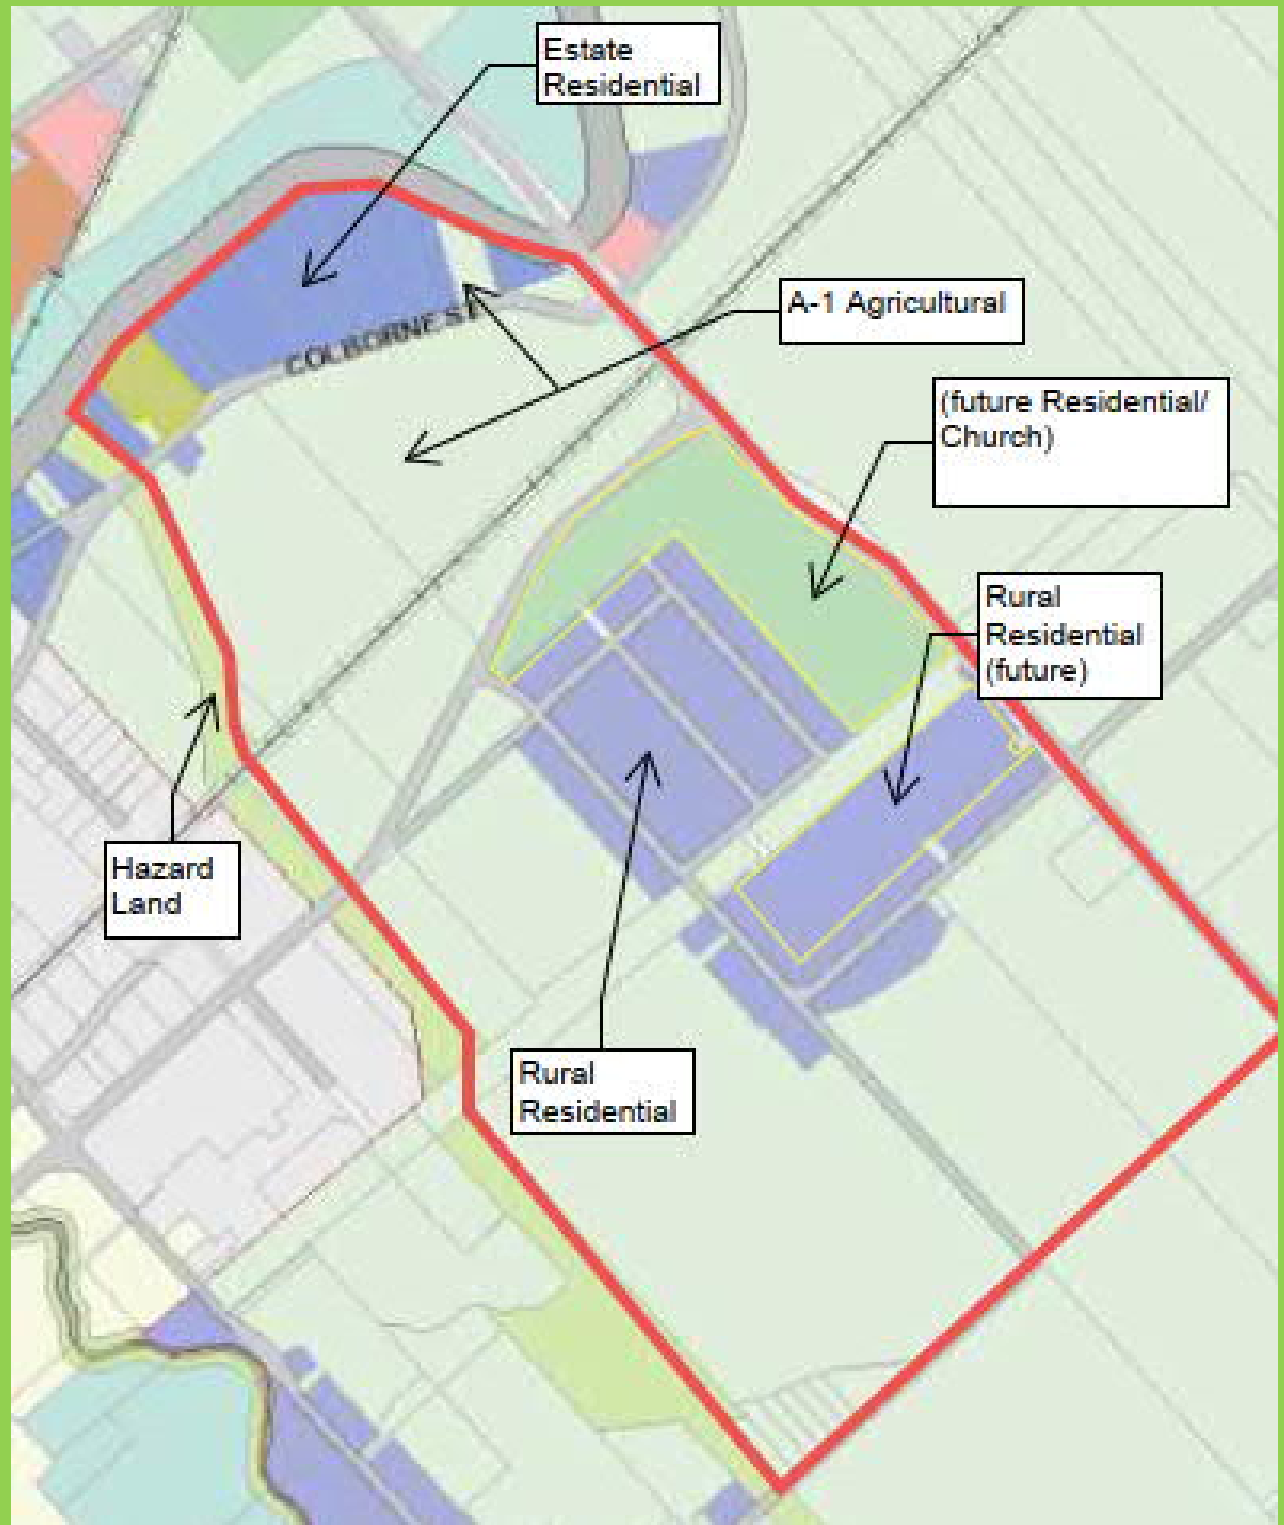 Estate
Residential
A-1 Agricultural
COLBORNE ST
(future Residential/
Church)
Rural
Residential
(future)
Hazard
Land
Rural
Residential